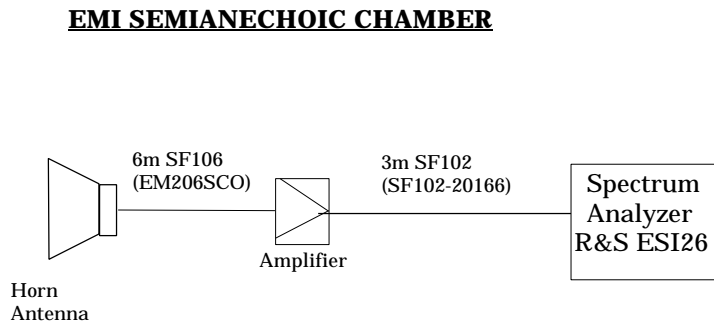 EMI SEMIANECHOIC CHAMBER
6m SF106
(EM206SCO)
3m SF102
(SF102-20166)
Spectrum
Analyzer
R&S ESI26
Amplifier
Horn
Antenna